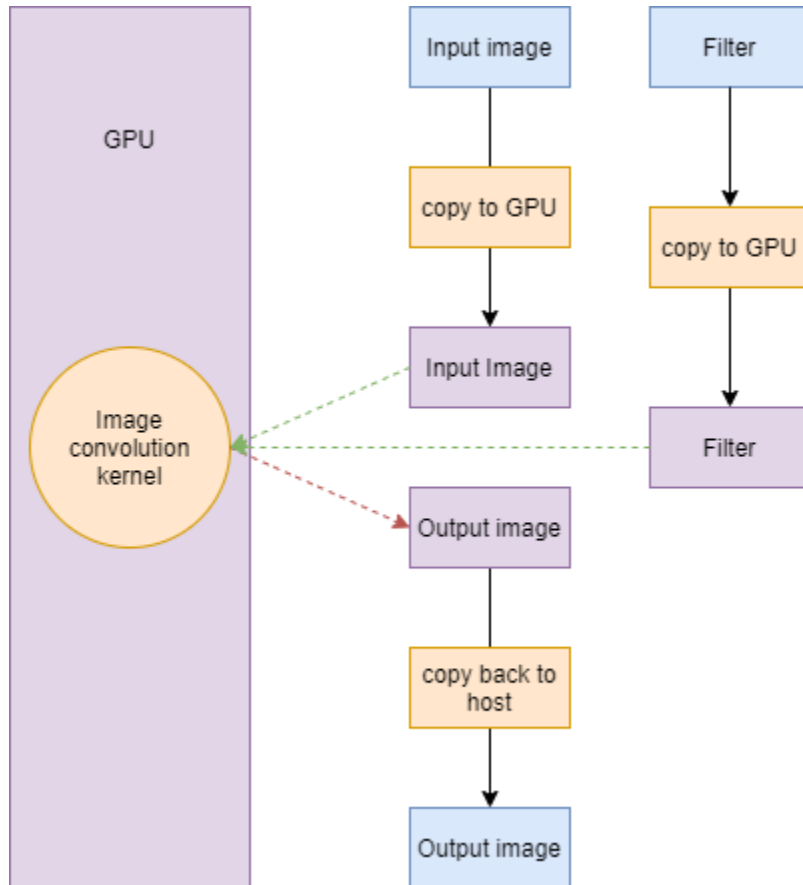 Input image
Filter
GPU
copy to GPU
copy to GPU
Input Image
Image
convolution
kernel
Filter
Output image
copy back to
host
Output image